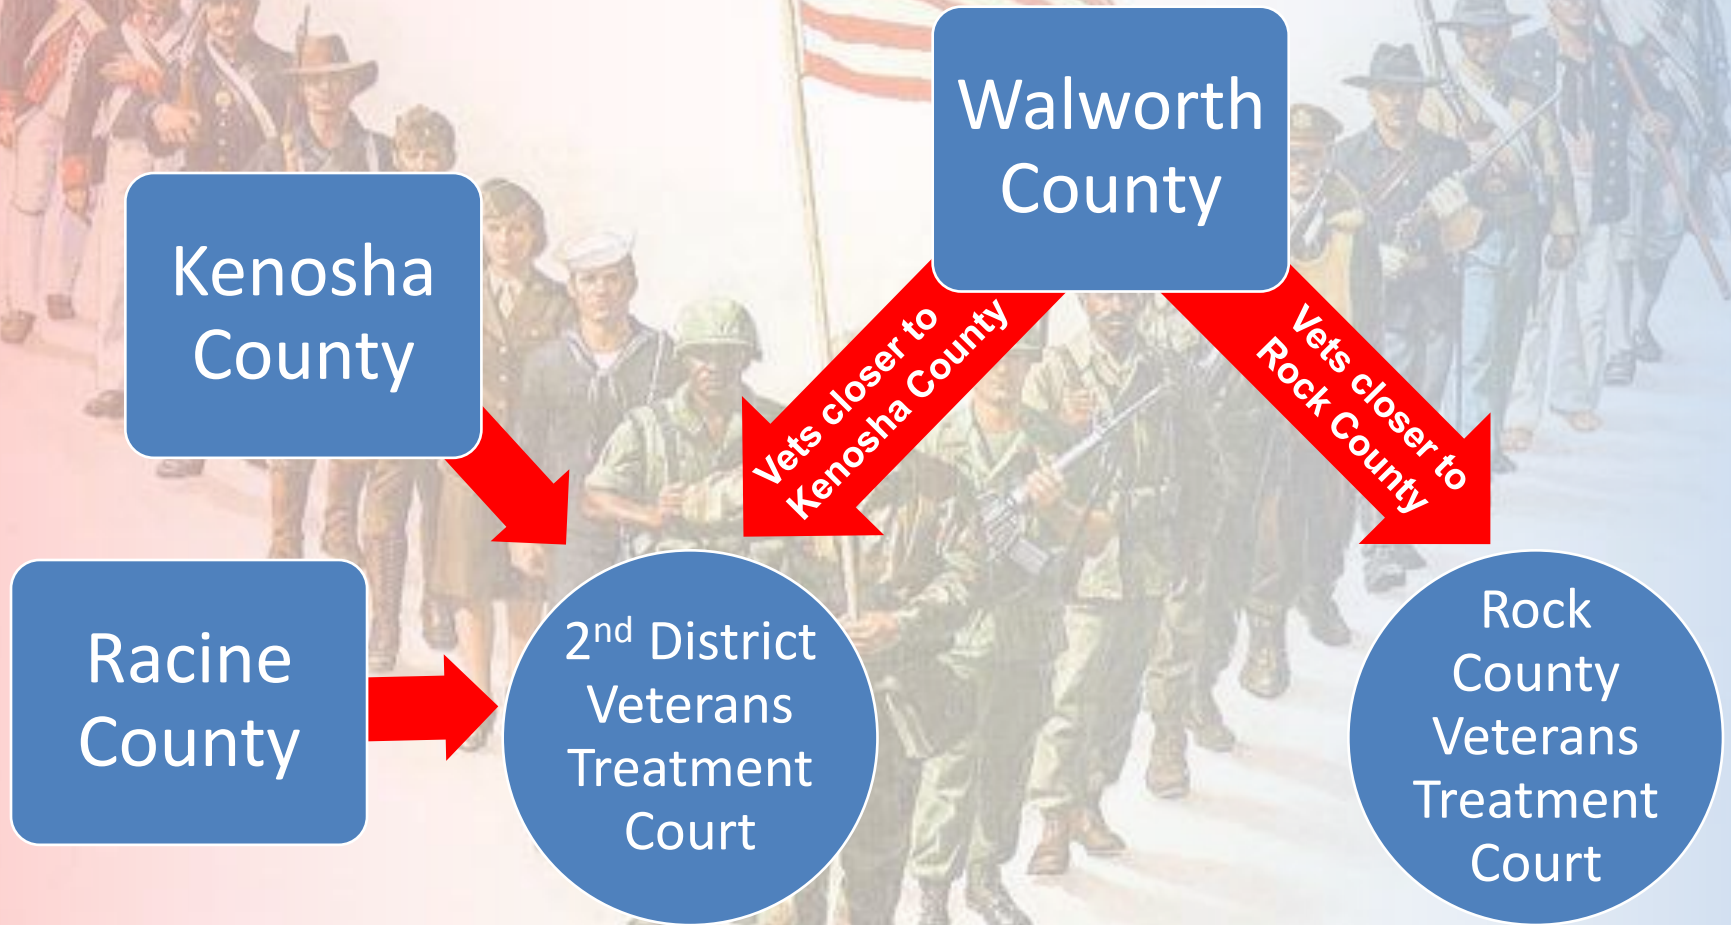 Walworth
County
Kenosha
County
Vets closer to
Kenosha County
Vets closer to
Rock County
Racine
County
2nd District
Veterans
Treatment
Court
Rock
County
Veterans
Treatment
Court